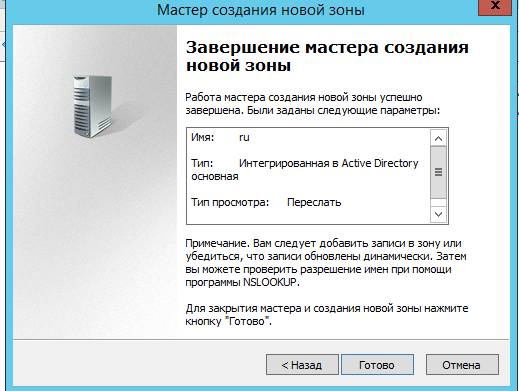 Мастер создания новой зоны
x
Завершение мастера создания
новой зоны
Работа мастера создания новой зоны успешно
завершена. Были заданы следующие параметры:
Имя: ru
Тип: Интегрированная в Active Directory
основная
Тип просмотра: Переслать
Примечание. Вам следует добавить записи в зону или
убедиться, что записи обновлены динамически. Затем
вы можете проверить разрешение имен при помощи
программы NSLOOKUP.
Для закрытия мастера и создания новой зоны нажмите
кнопку "Готово".
< Назад Готово Отмена